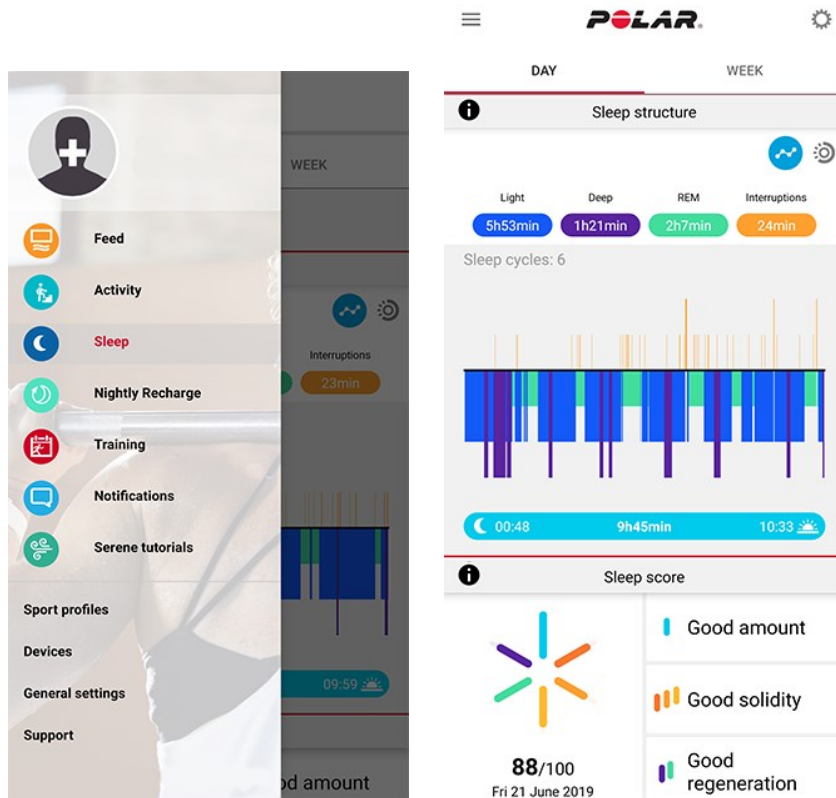 WEEK
Feed
Activity
Sleep
Interruptions
Nightly Recharge
23min
Training
Notifications
Serene tutorials
Sport profiles
Devices
General settings
09:59
Support
od amount
POLAR.
DAY
WEEK
Sleep structure
Light
Deep
REM
Interruptions
5h53min
1h21min
2h7min
24min
Sleep cycles: 6
00:48
9h45min
10:33
Sleep score
Good amount
Good solidity
Good
regeneration
88/100
Fri 21 June 2019